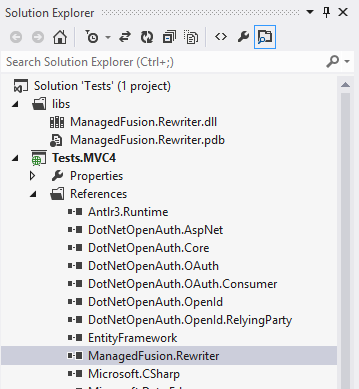 Solution Explorer
Search Solution Explorer (Ctrl+;)
Solution 'Tests' (1 project)
libs
ManagedFusion.Rewriter.dll
ManagedFusion.Rewriter.pdb
Tests.MVC4
Properties
References
Antlr3.Runtime
DotNetOpenAuth.AspNet
DotNetOpenAuth.Core
DotNetOpenAuth.OAuth
DotNetOpenAuth.OAuth.Consumer
DotNetOpenAuth.OpenId
DotNetOpenAuth.OpenId.RelyingParty
EntityFramework
ManagedFusion.Rewriter
Microsoft.CSharp